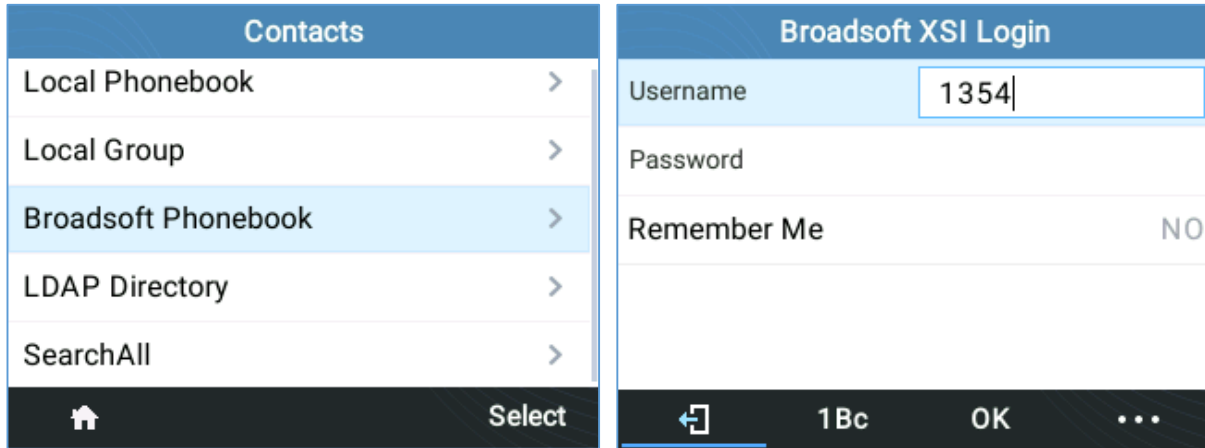 Contacts
Local Phonebook
Local Group
Broadsoft Phonebook
LDAP Directory
SearchAll
Select
Broadsoft XSI Login
Username 1354
Password
Remember Me NO
1Bc OK ...